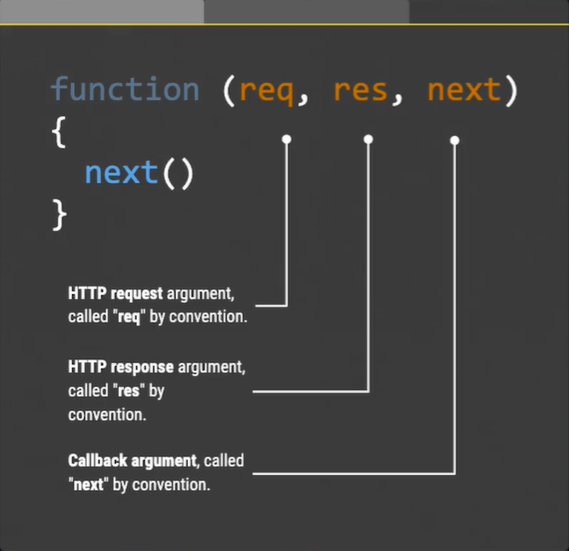 function (req, res, next)
{
next()
}
HTTP request argument,
called "req" by convention.
HTTP response argument,
called "res" by
convention.
Callback argument, called
"next" by convention.